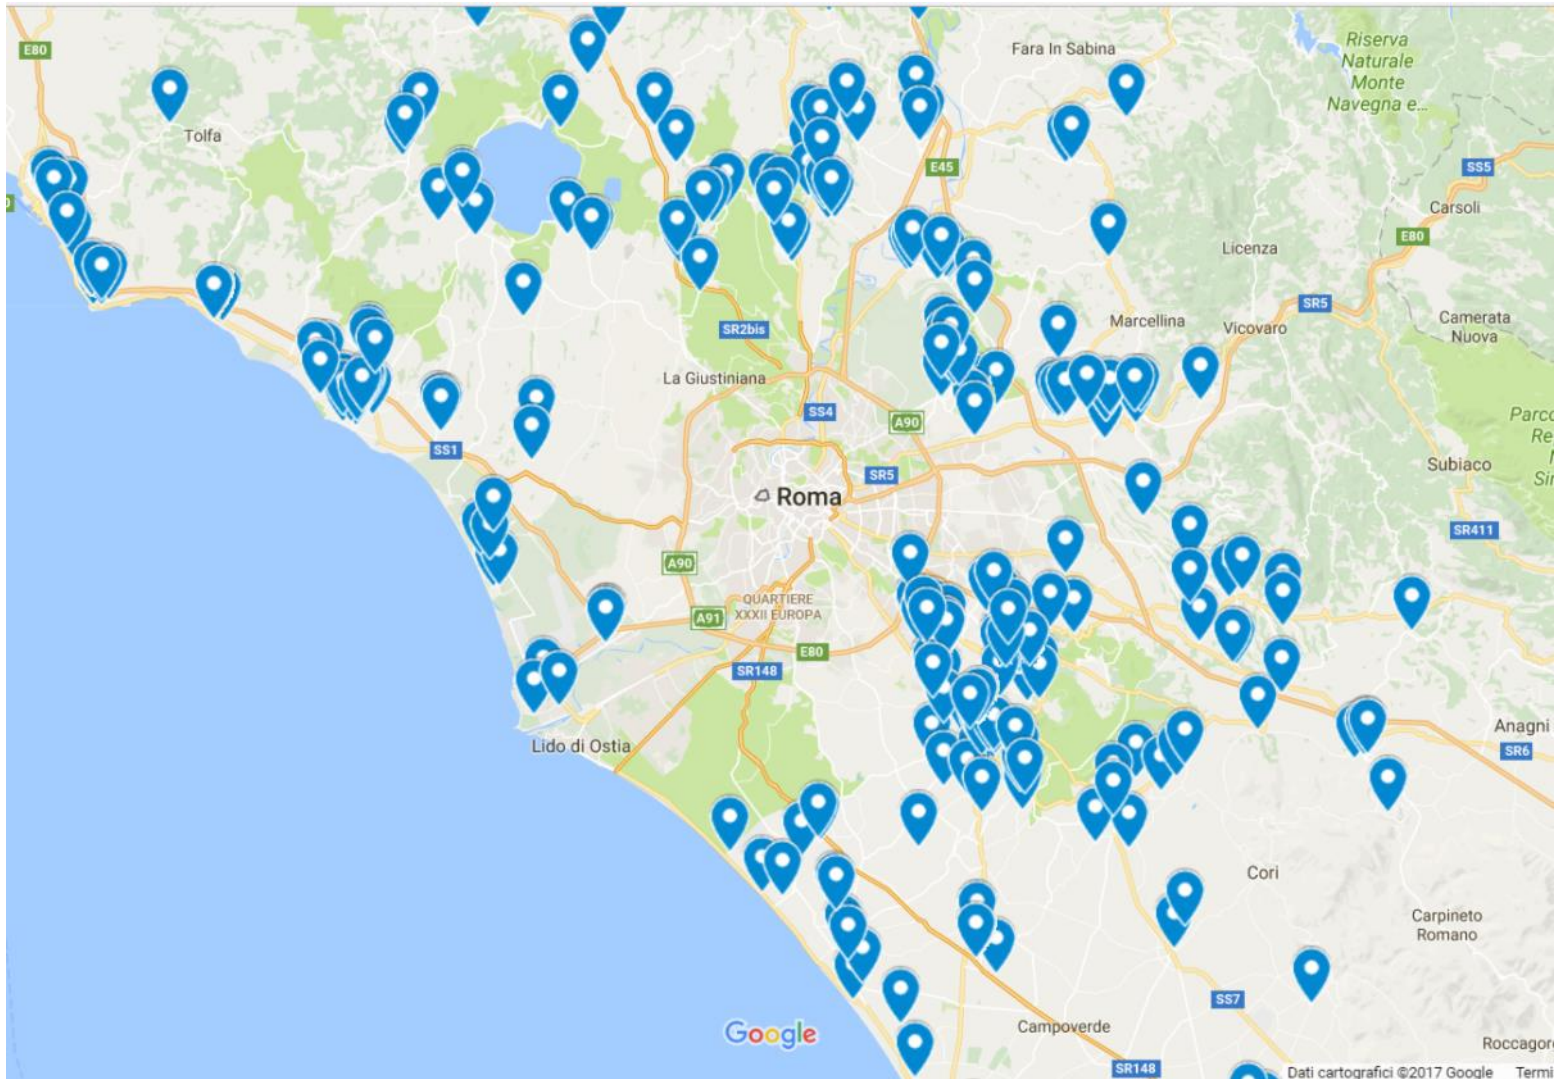 E80
Fara In Sabina
Riserva
Naturale
Monte
Navegna e...
Tolfa
E45
SS5
Carsoli
E80
Licenza
SR5
SR2bis
Marcellina
Vicovaro
Camerata
Nuova
La Giustiniana
SS4
A90
SS1
SR5
Subiaco
Roma
SR411
A90
QUARTIERE
XXXII EUROPA
A91
E80
SR148
Lido di Ostia
Anagni
SR6
Cori
Carpineto
Romano
SS7
Campoverde
Google
Roccagor
SR148
Dati cartografici ©2017 Google
Termi